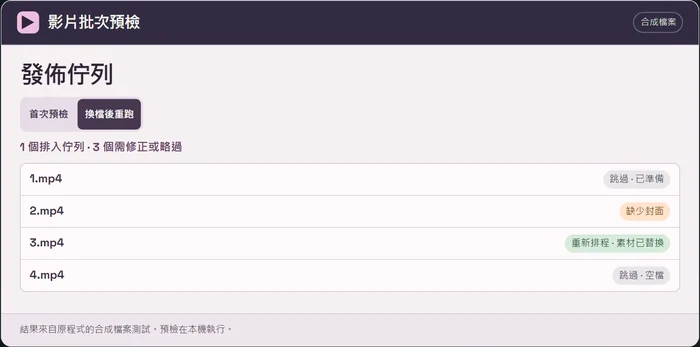 影片批次預檢
合成檔案
發佈佇列
首次預檢
換檔後重跑
1 個排入佇列 · 3 個需修正或略過
1.mp4
跳過 · 已準備
2.mp4
缺少封面
3.mp4
重新排程 · 素材已替換
4.mp4
跳過 · 空檔
結果來自原程式的合成檔案測試。預檢在本機執行。